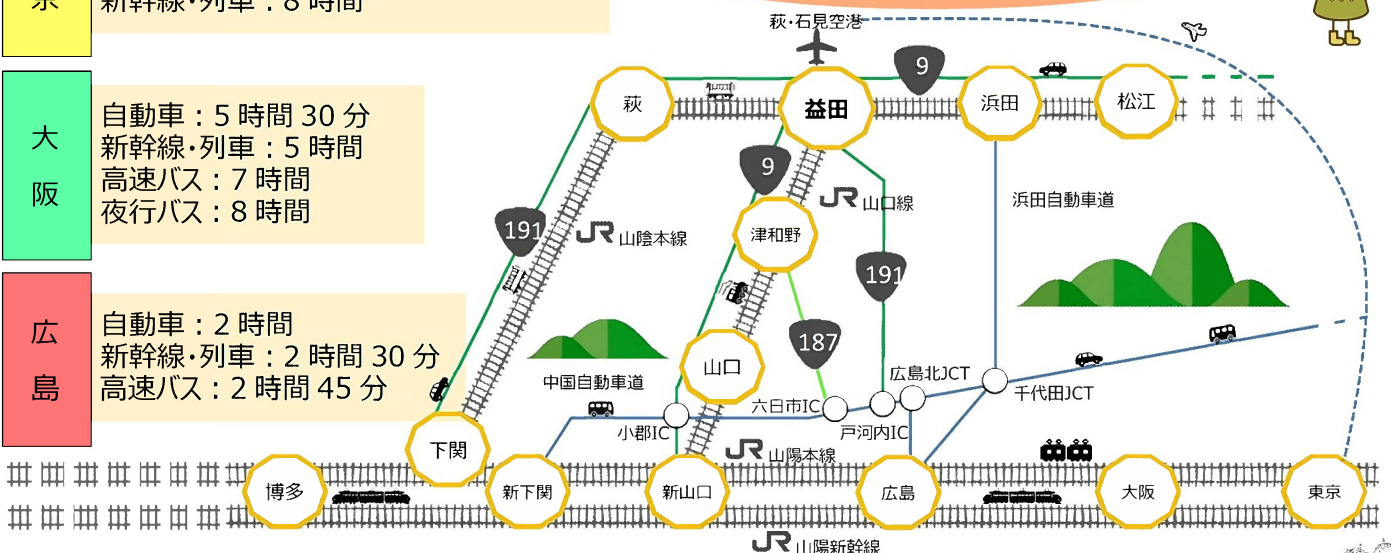 京
新幹線･列車：8 時間
大
阪
自動車：5 時間 30 分
新幹線･列車：5 時間
高速バス：7 時間
夜行バス：8 時間
広
島
自動車：2 時間
新幹線･列車：2 時間 30 分
高速バス：2 時間 45 分
萩･石見空港
9
萩
益田
浜田
松江
9
JR 山口線
浜田自動車道
191
JR 山陰本線
津和野
191
187
山口
中国自動車道
広島北JCT
六日市IC
千代田JCT
小郡IC
戸河内IC
下関
JR 山陽本線
博多
新下関
新山口
広島
大阪
東京
JR 山陽新幹線